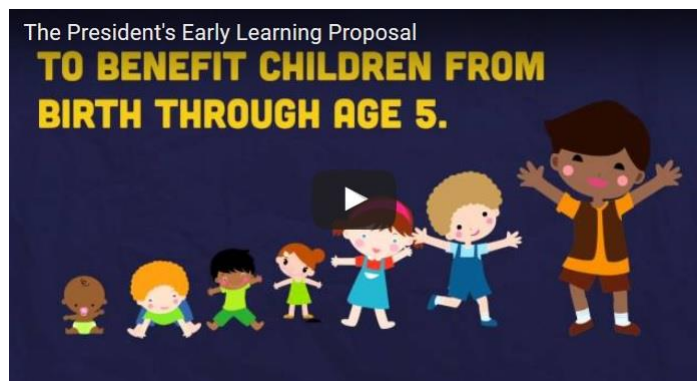 The President's Early Learning Proposal
TO BENEFIT CHILDREN FROM
BIRTH THROUGH AGE 5.